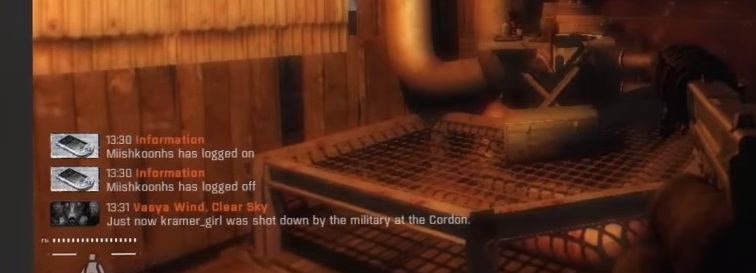 13:30 Information
Miishkoonhs has logged on
13:30 Information
Miishkoonhs has logged off
13:31 Vasya Wind, Clear Sky
Just now kramer_girl was shot down by the military at the Cordon.